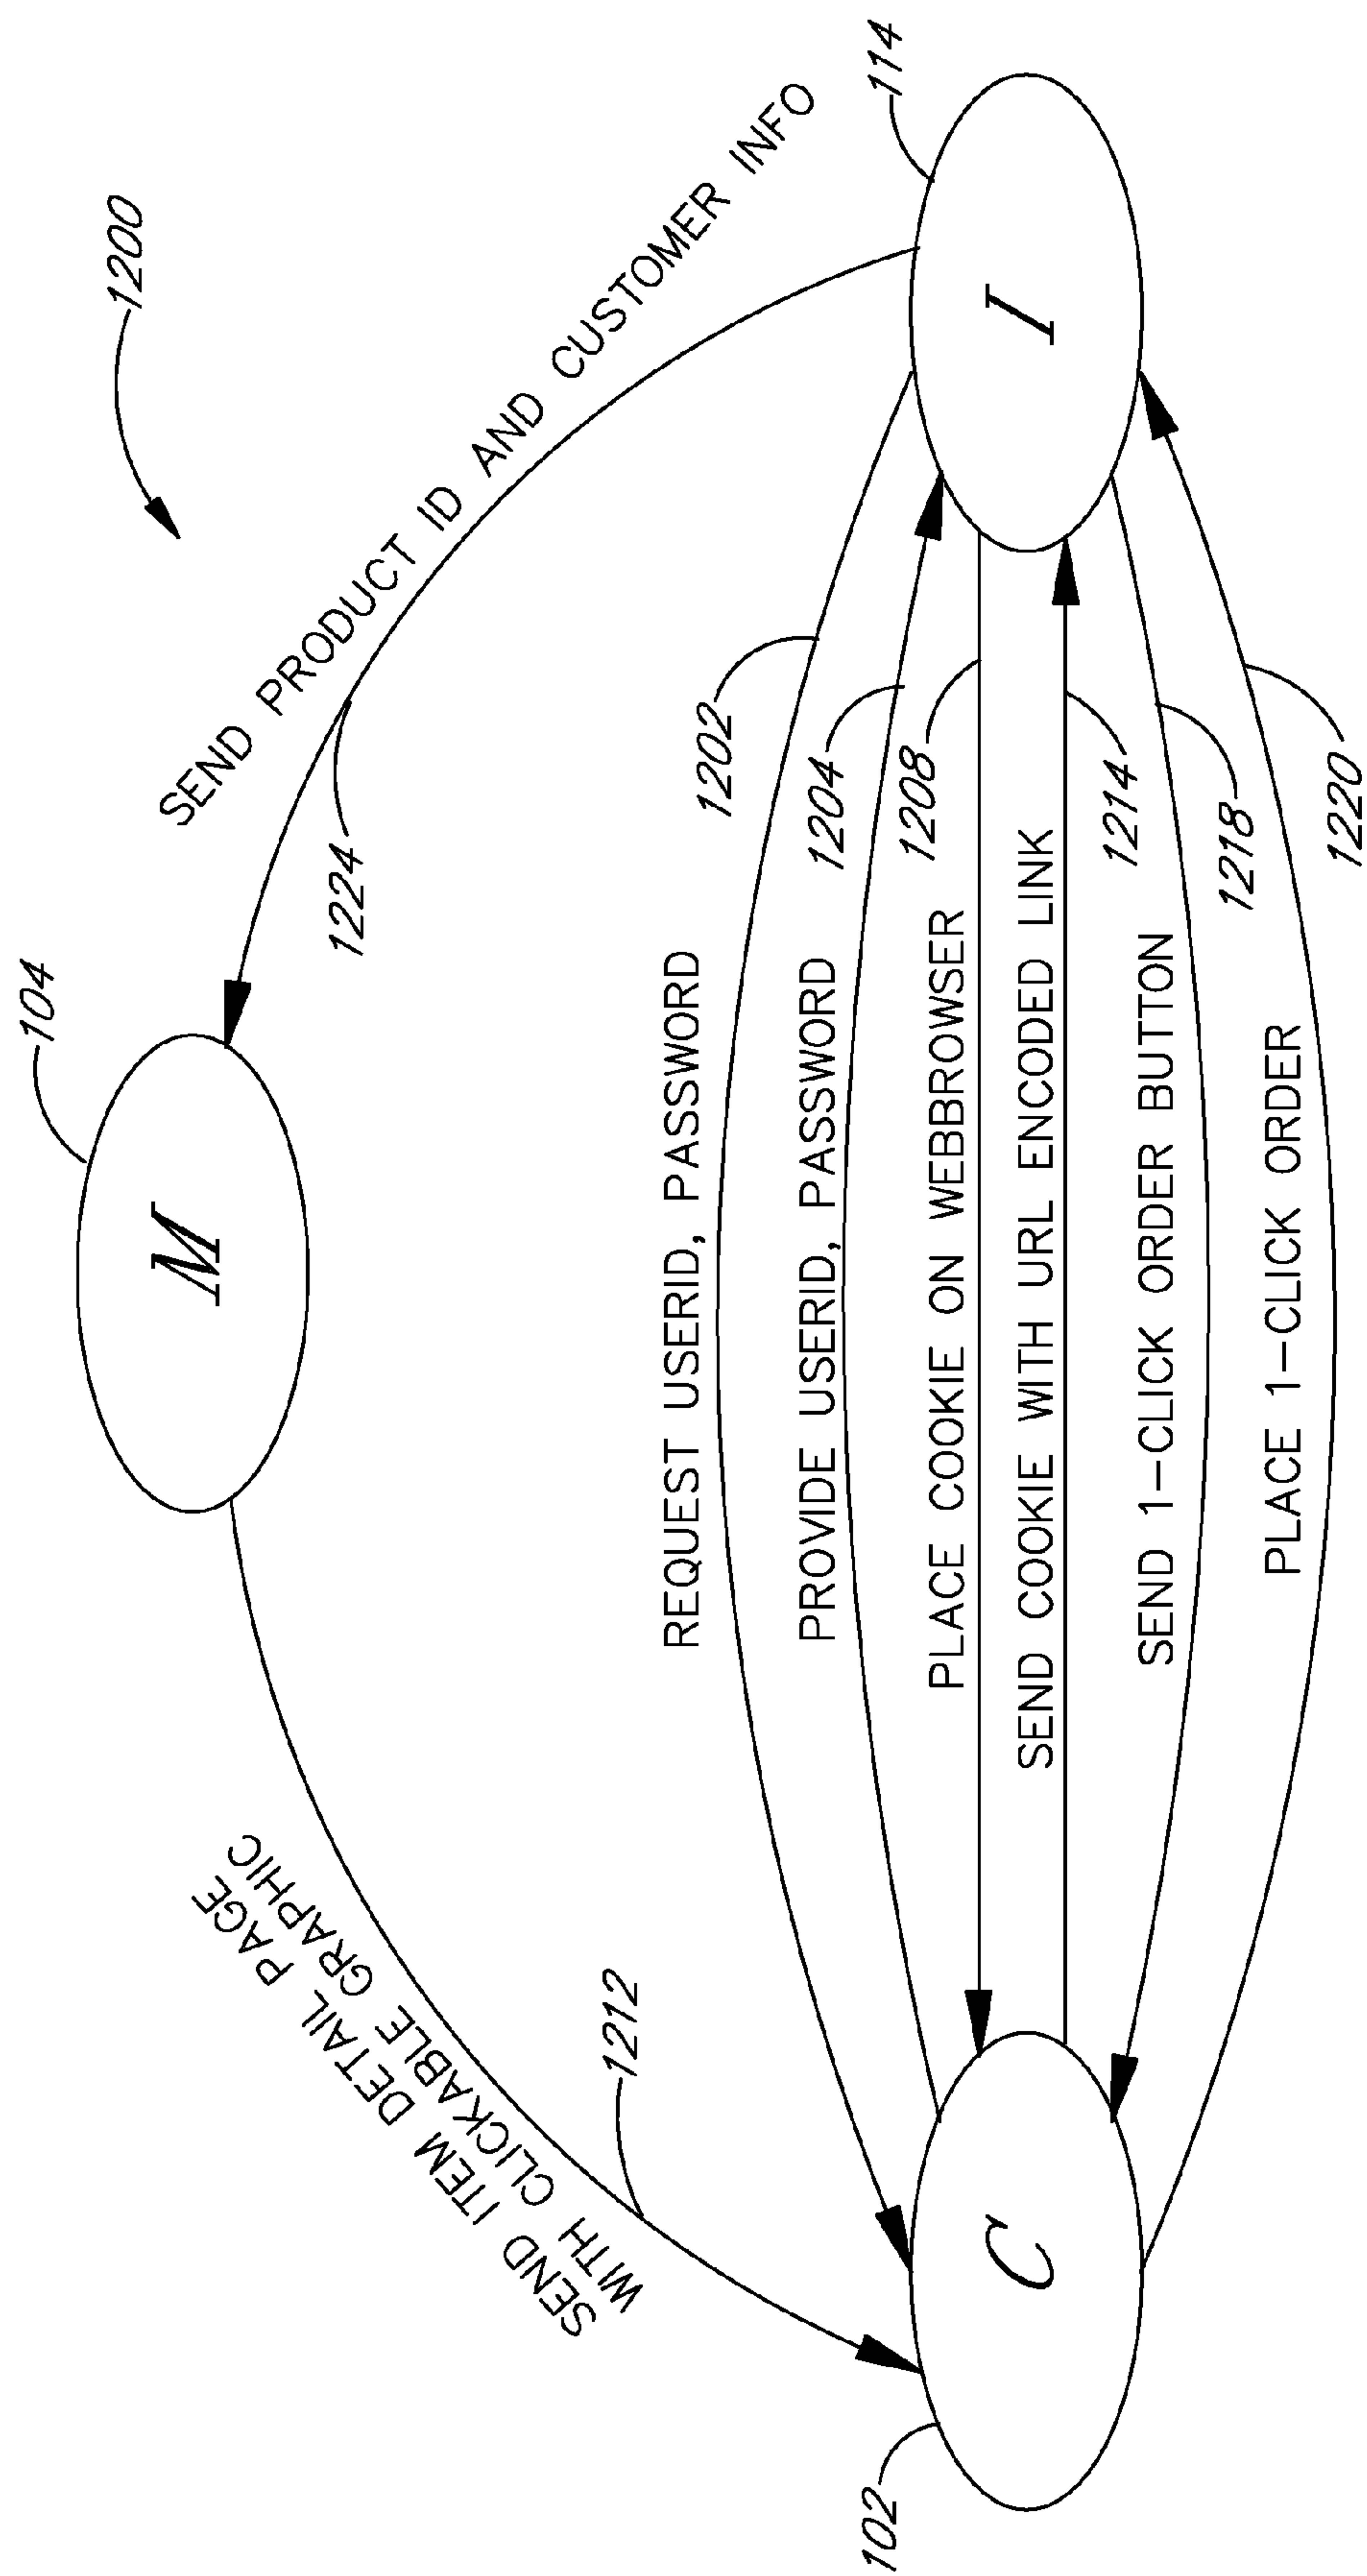 1200
104
M
1224
SEND PRODUCT ID AND CUSTOMER INFO
SEND ITEM DETAIL PAGE
WITH CLICKABLE GRAPHIC
1212
REQUEST USERID, PASSWORD
1202
PROVIDE USERID, PASSWORD
1204
PLACE COOKIE ON WEBBROWSER
1208
SEND COOKIE WITH URL ENCODED LINK
1214
SEND 1-CLICK ORDER BUTTON
1218
PLACE 1-CLICK ORDER
1220
102
C
114
I